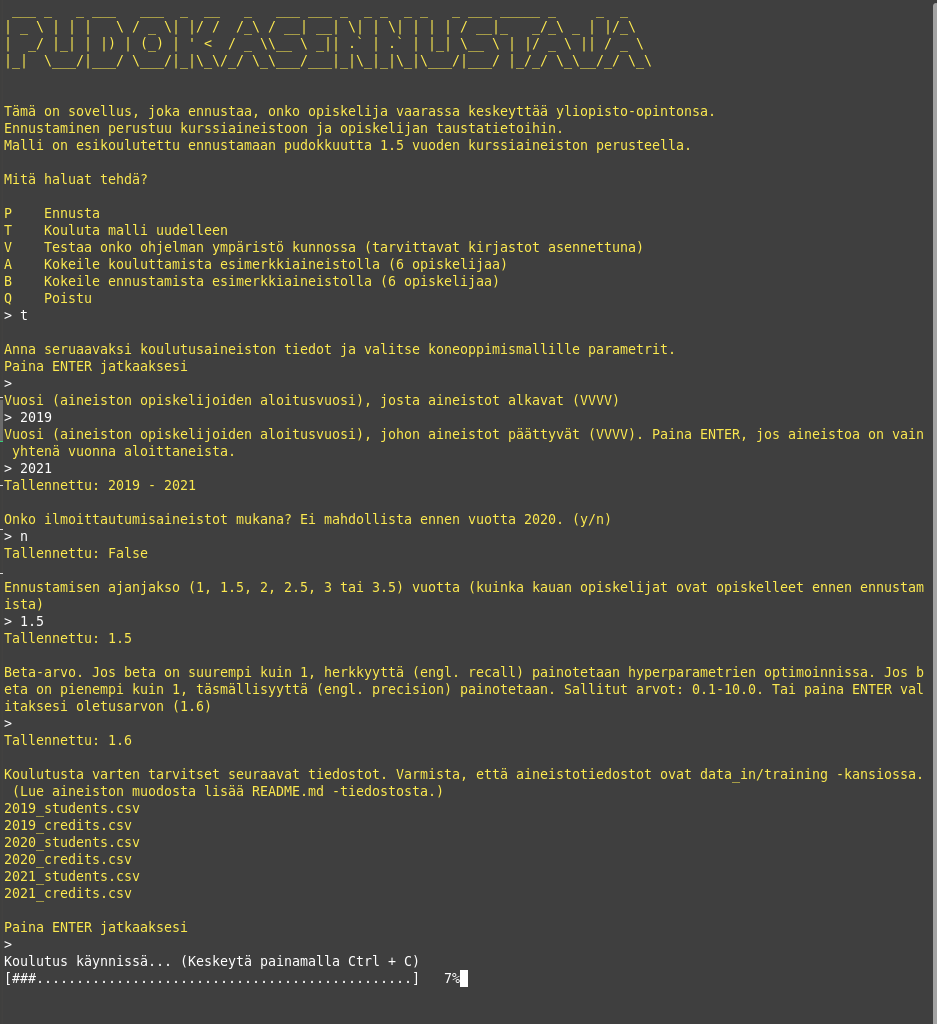 PUDOKASENNUSTAJA
Tämä on sovellus, joka ennustaa, onko opiskelija vaarassa keskeyttää yliopisto-opintonsa.
Ennustaminen perustuu kurssiaineistoon ja opiskelijan taustatietoihin.
Malli on esikoulutettu ennustamaan pudokkuutta 1.5 vuoden kurssiaineiston perusteella.
Mitä haluat tehdä?
P    Ennusta
T    Kouluta malli uudelleen
V    Testaa onko ohjelman ympäristö kunnossa (tarvittavat kirjastot asennettuna)
A    Kokeile kouluttamista esimerkkiaineistolla (6 opiskelijaa)
B    Kokeile ennustamista esimerkkiaineistolla (6 opiskelijaa)
Q    Poistu
> t
Anna seruaavaksi koulutusaineiston tiedot ja valitse koneoppimismallille parametrit.
Paina ENTER jatkaaksesi
>
Vuosi (aineiston opiskelijoiden aloitusvuosi), josta aineistot alkavat (VVVV)
> 2019
Vuosi (aineiston opiskelijoiden aloitusvuosi), johon aineistot päättyvät (VVVV). Paina ENTER, jos aineistoa on vain
yhtenä vuonna aloittaneista.
> 2021
Tallennettu: 2019 - 2021
Onko ilmoittautumisaineistot mukana? Ei mahdollista ennen vuotta 2020. (y/n)
> n
Tallennettu: False
Ennustamisen ajanjakso (1, 1.5, 2, 2.5, 3 tai 3.5) vuotta (kuinka kauan opiskelijat ovat opiskelleet ennen ennustam
ista)
> 1.5
Tallennettu: 1.5
Beta-arvo. Jos beta on suurempi kuin 1, herkkyyttä (engl. recall) painotetaan hyperparametrien optimoinnissa. Jos b
eta on pienempi kuin 1, täsmällisyyttä (engl. precision) painotetaan. Sallitut arvot: 0.1-10.0. Tai paina ENTER val
itaksesi oletusarvon (1.6)
>
Tallennettu: 1.6
Koulutusta varten tarvitset seuraavat tiedostot. Varmista, että aineistotiedostot ovat data_in/training -kansiossa.
(Lue aineiston muodosta lisää README.md -tiedostosta.)
2019_students.csv
2019_credits.csv
2020_students.csv
2020_credits.csv
2021_students.csv
2021_credits.csv
Paina ENTER jatkaaksesi
>
Koulutus käynnissä... (Keskeytä painamalla Ctrl + C)
[###...............................................]   7%